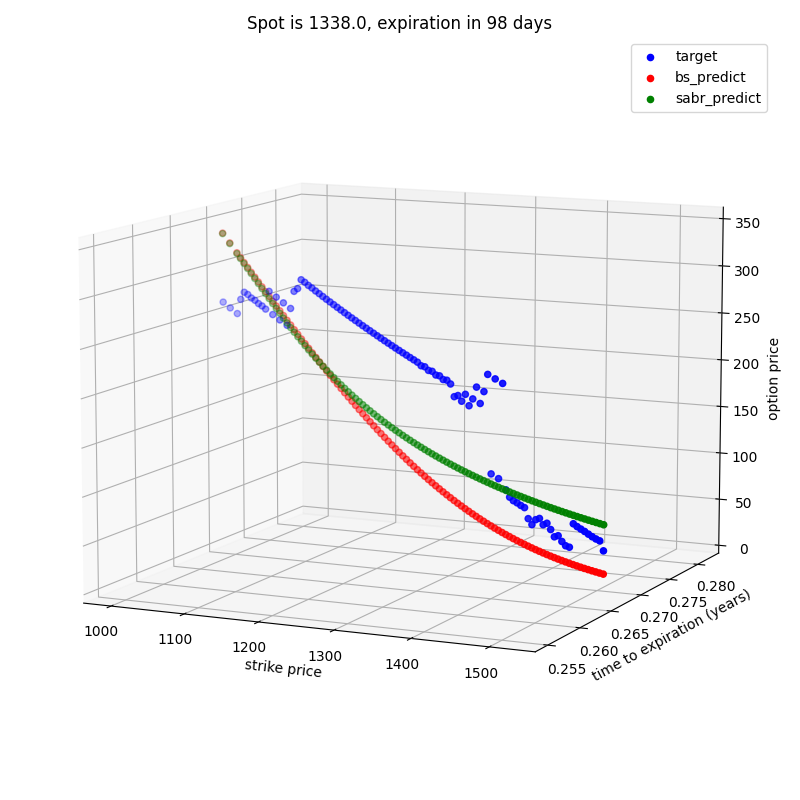 Spot is 1338.0, expiration in 98 days
target
bs_predict
sabr_predict
350
300
250
200
150
100
50
0
option price
0.280
0.275
0.270
0.265
0.260
0.255
time to expiration (years)
1000
1100
1200
1300
1400
1500
strike price